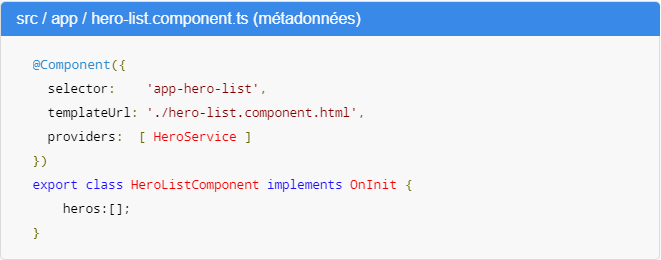 src / app / hero-list.component.ts (métadonnées)
@Component({
  selector:    'app-hero-list',
  templateUrl: './hero-list.component.html',
  providers:  [ HeroService ]
})
export class HeroListComponent implements OnInit {
    heros:[];
}